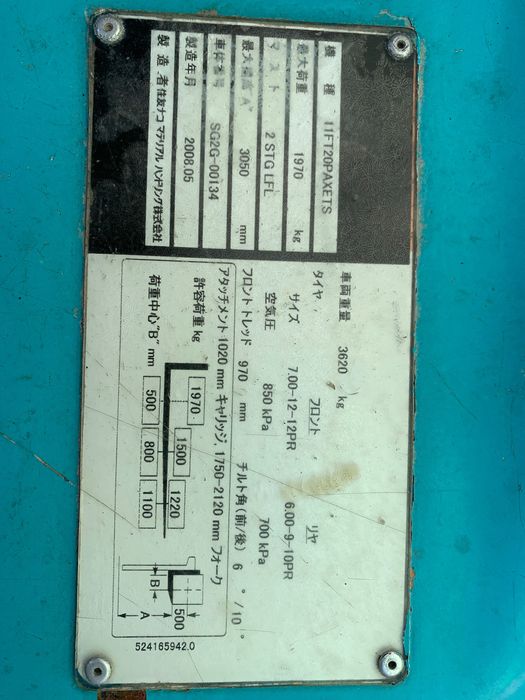 機種 11FT20PAXETS
最大荷重 1970 kg
マスト 2 STG LFL
最大揚高"A" 3050 mm
車体番号 SG2G-00134
製造年月 2008.05
製造者 住友ナコ マテリアル ハンドリング株式会社
車両重量 3620 kg
タイヤ フロント リヤ
サイズ 7.00-12-12PR 6.00-9-10PR
空気圧 850 kPa 700 kPa
フロントトレッド 970 mm チルト角(前/後) 6 ° /10 °
アタッチメント 1020 mm キャリッジ, 1750-2120 mm フォーク
許容荷重 kg 1970 1500 1220
荷重中心"B" mm 500 800 1100
500
B
A
524165942.0